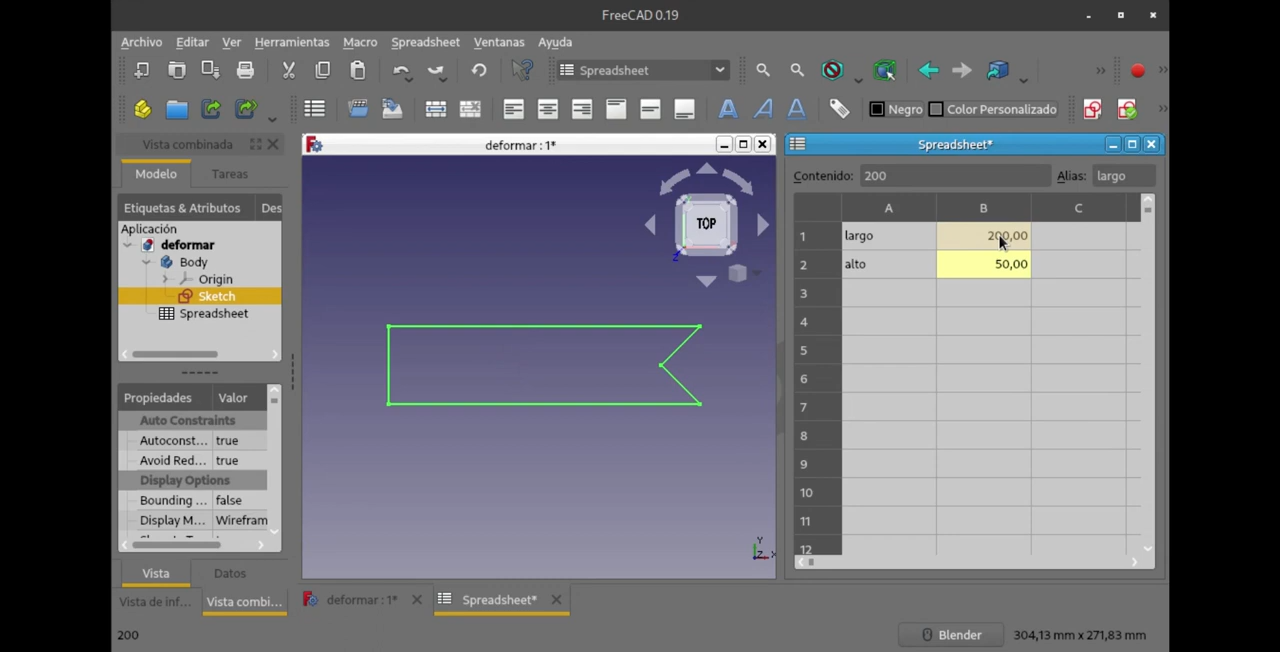 FreeCAD 0.19
Archivo Editar Ver Herramientas Macro Spreadsheet Ventanas Ayuda
Spreadsheet
Negro Color Personalizado
Vista combinada
Modelo Tareas
Etiquetas & Atributos Des
Aplicación
deformar
Body
Origin
Sketch
Spreadsheet
Propiedades Valor
Auto Constraints
Autoconst... true
Avoid Red... true
Display Options
Bounding ... false
Display M... Wirefram
Vista Datos
Vista de inf... Vista combi...
deformar : 1*
TOP
Y
Z X
Spreadsheet*
Contenido: 200 Alias: largo
A B C
1 largo 200,00
2 alto 50,00
3
4
5
6
7
8
9
10
11
12
deformar : 1* Spreadsheet*
200 Blender 304,13 mm x 271,83 mm